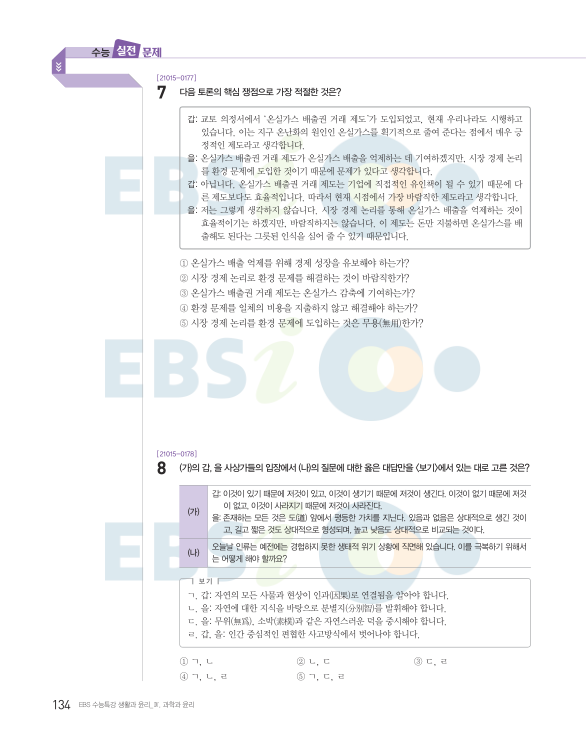 수능 실전 문제
[21015-0177]
7 다음 토론의 핵심 쟁점으로 가장 적절한 것은?
갑: 교토 의정서에서 '온실가스 배출권 거래 제도'가 도입되었고, 현재 우리나라도 시행하고
있습니다. 이는 지구 온난화의 원인인 온실가스를 획기적으로 줄여 준다는 점에서 매우 긍
정적인 제도라고 생각합니다.
을: 온실가스 배출권 거래 제도가 온실가스 배출을 억제하는 데 기여하겠지만, 시장 경제 논리
를 환경 문제에 도입한 것이기 때문에 문제가 있다고 생각합니다.
갑: 아닙니다. 온실가스 배출권 거래 제도는 기업에 직접적인 유인책이 될 수 있기 때문에 다
른 제도보다도 효율적입니다. 따라서 현재 시점에서 가장 바람직한 제도라고 생각합니다.
을: 저는 그렇게 생각하지 않습니다. 시장 경제 논리를 통해 온실가스 배출을 억제하는 것이
효율적이기는 하겠지만, 바람직하지는 않습니다. 이 제도는 돈만 지불하면 온실가스를 배
출해도 된다는 그릇된 인식을 심어 줄 수 있기 때문입니다.
① 온실가스 배출 억제를 위해 경제 성장을 유보해야 하는가?
② 시장 경제 논리로 환경 문제를 해결하는 것이 바람직한가?
③ 온실가스 배출권 거래 제도는 온실가스 감축에 기여하는가?
④ 환경 문제를 일체의 비용을 지출하지 않고 해결해야 하는가?
⑤ 시장 경제 논리를 환경 문제에 도입하는 것은 무용(無用)한가?
[21015-0178]
8 (가)의 갑, 을 사상가들의 입장에서 (나)의 질문에 대한 옳은 대답만을 <보기>에서 있는 대로 고른 것은?
(가)
갑: 이것이 있기 때문에 저것이 있고, 이것이 생기기 때문에 저것이 생긴다. 이것이 없기 때문에 저것
이 없고, 이것이 사라지기 때문에 저것이 사라진다.
을: 존재하는 모든 것은 도(道) 앞에서 평등한 가치를 지닌다. 있음과 없음은 상대적으로 생긴 것이
고, 길고 짧은 것도 상대적으로 형성되며, 높고 낮음도 상대적으로 비교되는 것이다.
(나)
오늘날 인류는 예전에는 경험하지 못한 생태적 위기 상황에 직면해 있습니다. 이를 극복하기 위해서
는 어떻게 해야 할까요?
보기
ㄱ. 갑: 자연의 모든 사물과 현상이 인과(因果)로 연결됨을 알아야 합니다.
ㄴ. 을: 자연에 대한 지식을 바탕으로 분별지(分別智)를 발휘해야 합니다.
ㄷ. 을: 무위(無爲), 소박(素樸)과 같은 자연스러운 덕을 중시해야 합니다.
ㄹ. 갑, 을: 인간 중심적인 편협한 사고방식에서 벗어나야 합니다.
① ㄱ, ㄴ ② ㄴ, ㄷ ③ ㄷ, ㄹ
④ ㄱ, ㄴ, ㄹ ⑤ ㄱ, ㄷ, ㄹ
134 EBS 수능특강 생활과 윤리_Ⅲ. 과학과 윤리
EBSi
EBSi
EBSi